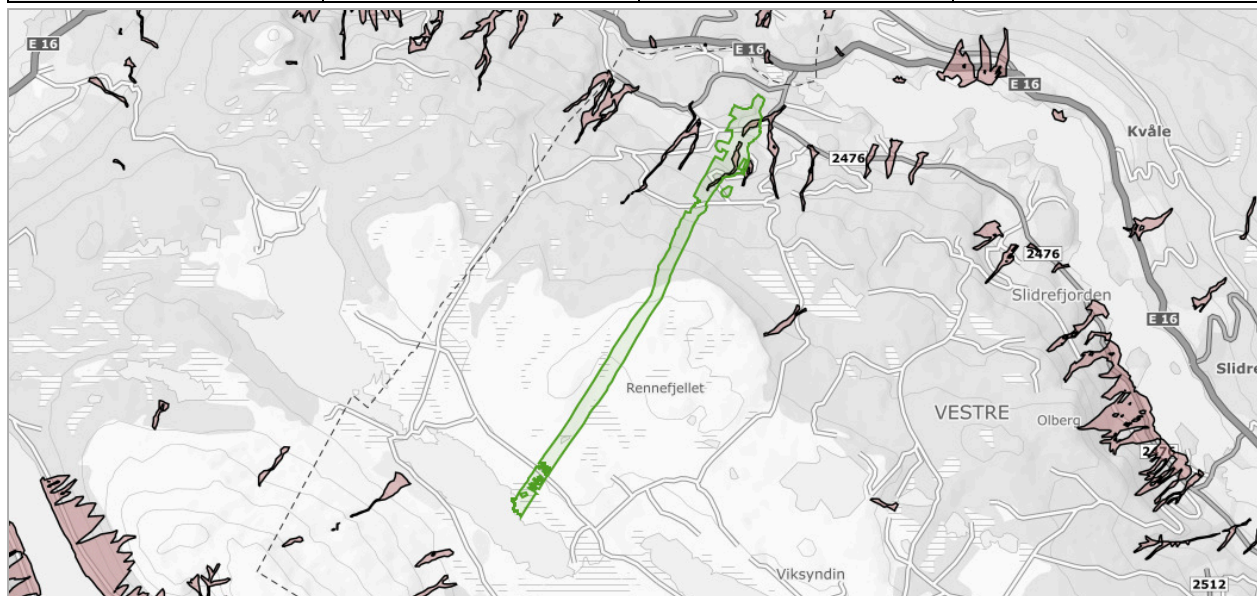 E 16
E 16
E 16
Kvåle
2476
2476
Slidrefjorden
E 16
Slidre
Rennefjellet
VESTRE
Olberg
Viksyndin
2512